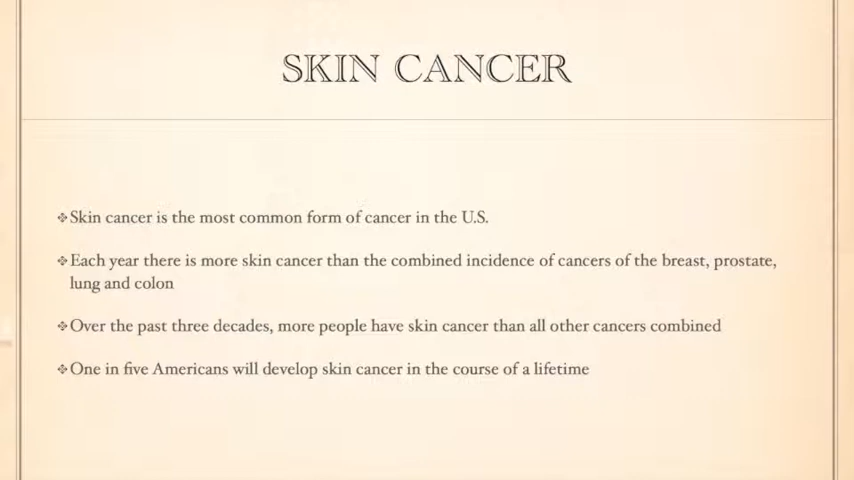 SKIN CANCER
❖Skin cancer is the most common form of cancer in the U.S.
❖Each year there is more skin cancer than the combined incidence of cancers of the breast, prostate,
lung and colon
❖Over the past three decades, more people have skin cancer than all other cancers combined
❖One in five Americans will develop skin cancer in the course of a lifetime